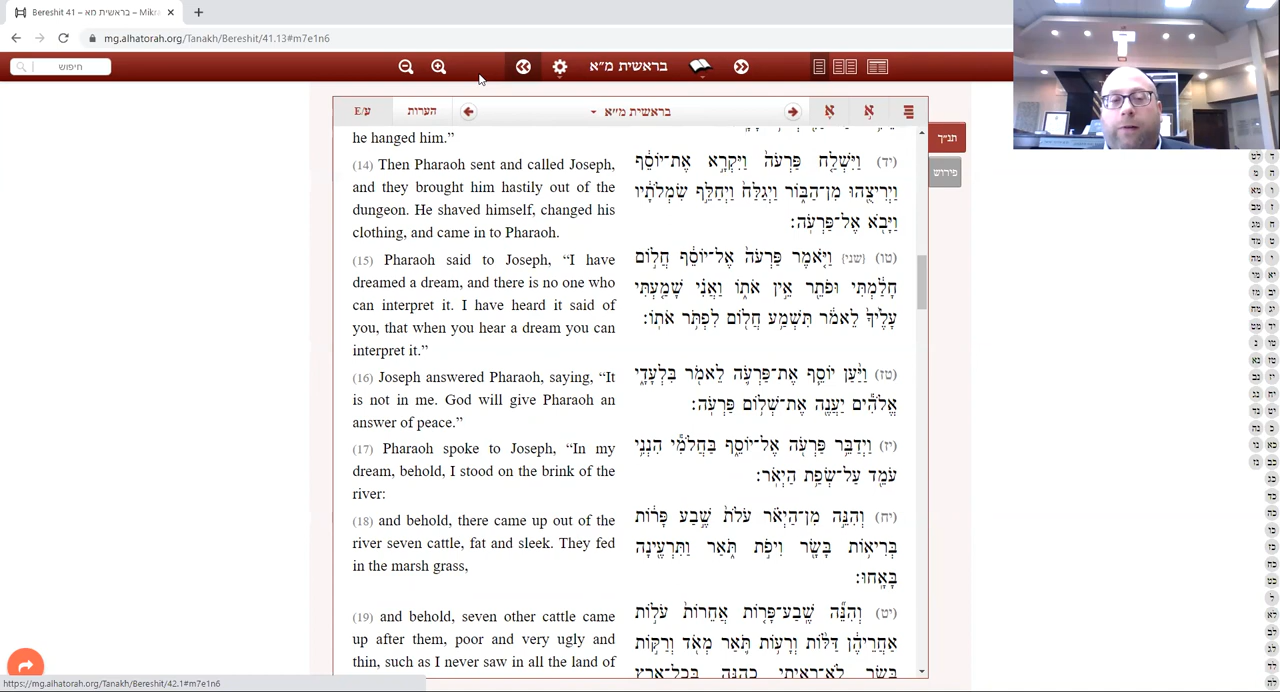 Bereshit 41 – בראשית מא – Mikra
mg.alhatorah.org/Tanakh/Bereshit/41.13#m7e1n6
חיפוש
בראשית מ״א
E/ע
הערות
בראשית מ״א
אָ
אֽ
תנ״ך
פירוש
he hanged him.”
(14) Then Pharaoh sent and called Joseph,
and they brought him hastily out of the
dungeon. He shaved himself, changed his
clothing, and came in to Pharaoh.
(15) Pharaoh said to Joseph, “I have
dreamed a dream, and there is no one who
can interpret it. I have heard it said of
you, that when you hear a dream you can
interpret it.”
(16) Joseph answered Pharaoh, saying, “It
is not in me. God will give Pharaoh an
answer of peace.”
(17) Pharaoh spoke to Joseph, “In my
dream, behold, I stood on the brink of the
river:
(18) and behold, there came up out of the
river seven cattle, fat and sleek. They fed
in the marsh grass,
(19) and behold, seven other cattle came
up after them, poor and very ugly and
thin, such as I never saw in all the land of
(יד) וַיִּשְׁלַ֤ח פַּרְעֹה֙ וַיִּקְרָ֣א אֶת־יוֹסֵ֔ף
וַיְרִיצֻ֖הוּ מִן־הַבּ֑וֹר וַיְגַלַּח֙ וַיְחַלֵּ֣ף שִׂמְלֹתָ֔יו
וַיָּבֹ֖א אֶל־פַּרְעֹֽה׃
(טו) {שני} וַיֹּ֤אמֶר פַּרְעֹה֙ אֶל־יוֹסֵ֔ף חֲל֣וֹם
חָלַ֔מְתִּי וּפֹתֵ֖ר אֵ֣ין אֹת֑וֹ וַאֲנִ֗י שָׁמַ֤עְתִּי
עָלֶ֙יךָ֙ לֵאמֹ֔ר תִּשְׁמַ֥ע חֲל֖וֹם לִפְתֹּ֥ר אֹתֽוֹ׃
(טז) וַיַּ֨עַן יוֹסֵ֧ף אֶת־פַּרְעֹ֛ה לֵאמֹ֖ר בִּלְעָדָ֑י
אֱלֹהִ֕ים יַעֲנֶ֖ה אֶת־שְׁל֥וֹם פַּרְעֹֽה׃
(יז) וַיְדַבֵּ֥ר פַּרְעֹ֖ה אֶל־יוֹסֵ֑ף בַּחֲלֹמִ֕י הִנְנִ֥י
עֹמֵ֖ד עַל־שְׂפַ֥ת הַיְאֹֽר׃
(יח) וְהִנֵּ֣ה מִן־הַיְאֹ֗ר עֹלֹת֙ שֶׁ֣בַע פָּר֔וֹת
בְּרִיא֥וֹת בָּשָׂ֖ר וִיפֹ֣ת תֹּ֑אַר וַתִּרְעֶ֖ינָה
בָּאָֽחוּ׃
(יט) וְהִנֵּ֞ה שֶֽׁבַע־פָּר֤וֹת אֲחֵרוֹת֙ עֹל֣וֹת
אַחֲרֵיהֶ֔ן דַּלּ֨וֹת וְרָע֥וֹת תֹּ֛אַר מְאֹ֖ד וְרַקּ֣וֹת
בָּשָׂ֑ר לֹֽא־רָאִ֧יתִי כָהֵ֛נָּה בְּכׇל־אֶ֥רֶץ
https://mg.alhatorah.org/Tanakh/Bereshit/42.1#m7e1n6